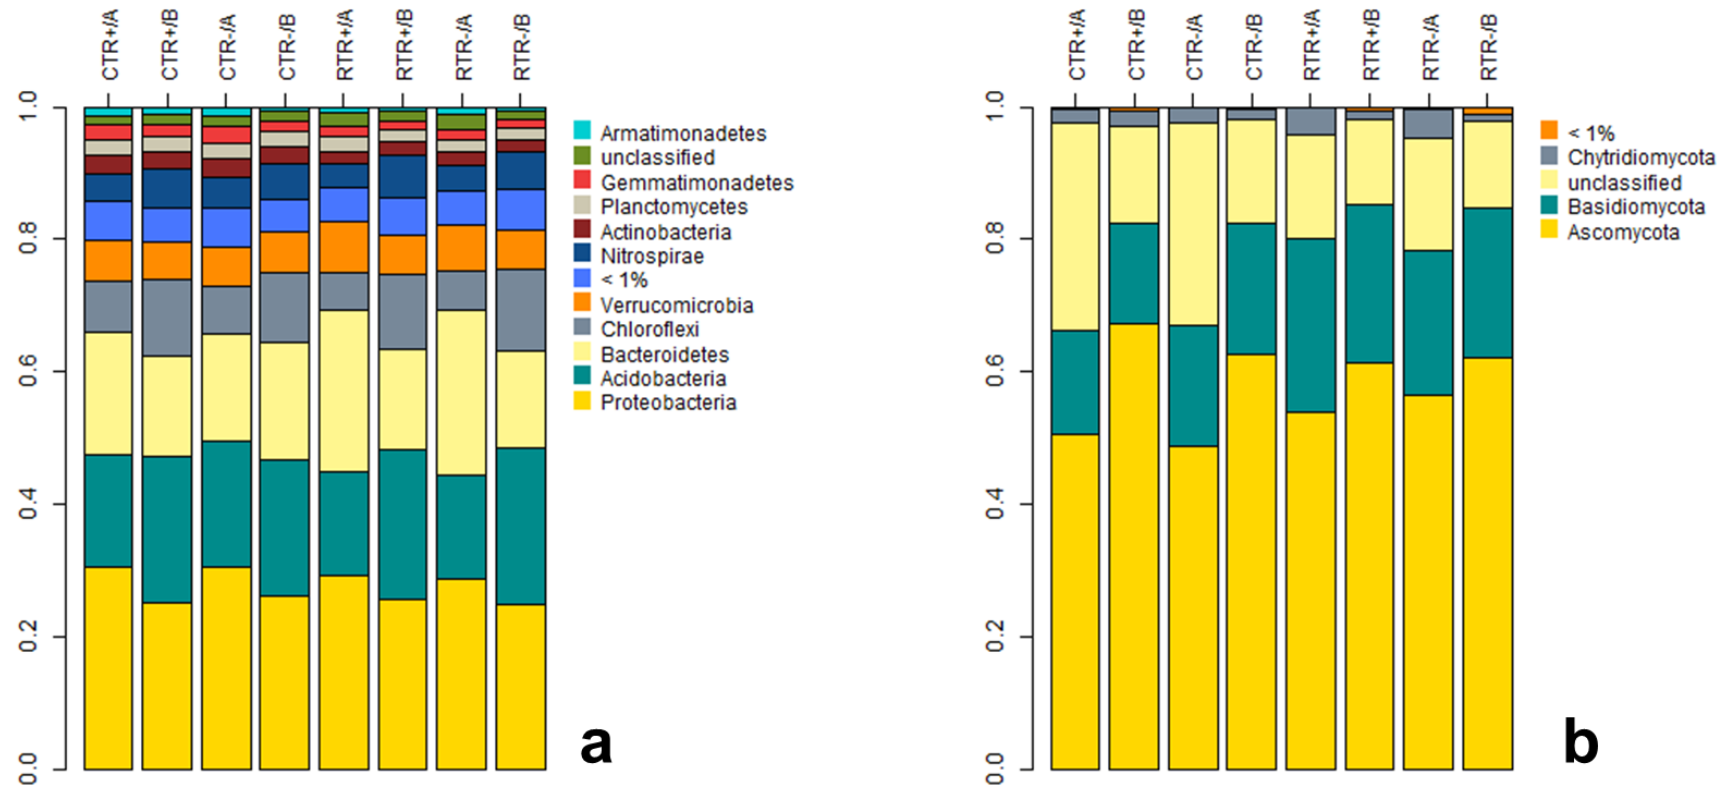 CTR+/A
CTR+/B
CTR-/A
CTR-/B
RTR+/A
RTR+/B
RTR-/A
RTR-/B
1.0
0.8
0.6
0.4
0.2
0.0
Armatimonadetes
unclassified
Gemmatimonadetes
Planctomycetes
Actinobacteria
Nitrospirae
< 1%
Verrucomicrobia
Chloroflexi
Bacteroidetes
Acidobacteria
Proteobacteria
a
CTR+/A
CTR+/B
CTR-/A
CTR-/B
RTR+/A
RTR+/B
RTR-/A
RTR-/B
1.0
0.8
0.6
0.4
0.2
0.0
< 1%
Chytridiomycota
unclassified
Basidiomycota
Ascomycota
b